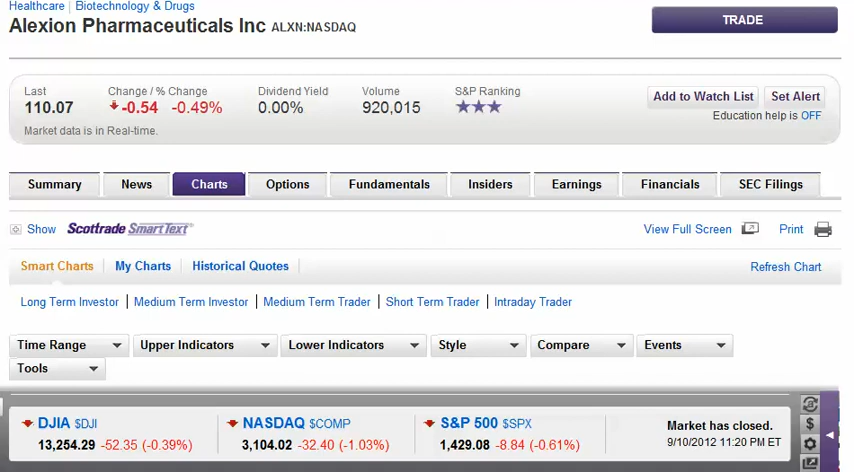 Healthcare | Biotechnology & Drugs
Alexion Pharmaceuticals Inc ALXN:NASDAQ
TRADE
Last Change / % Change Dividend Yield Volume S&P Ranking
110.07 -0.54 -0.49% 0.00% 920,015 ★★★
Add to Watch List Set Alert
Education help is OFF
Market data is in Real-time.
Summary News Charts Options Fundamentals Insiders Earnings Financials SEC Filings
Show Scottrade SmartText® View Full Screen Print
Smart Charts My Charts Historical Quotes Refresh Chart
Long Term Investor | Medium Term Investor | Medium Term Trader | Short Term Trader | Intraday Trader
Time Range Upper Indicators Lower Indicators Style Compare Events
Tools
DJIA $DJI NASDAQ $COMP S&P 500 $SPX Market has closed.
13,254.29 -52.35 (-0.39%) 3,104.02 -32.40 (-1.03%) 1,429.08 -8.84 (-0.61%) 9/10/2012 11:20 PM ET